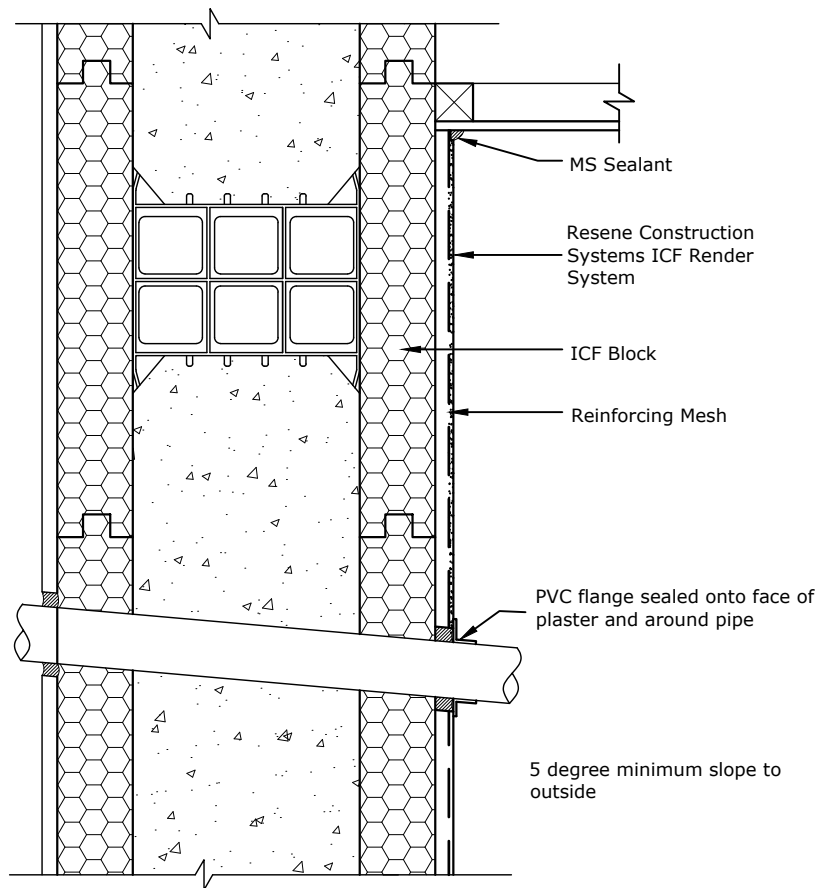 MS Sealant
Resene Construction
Systems ICF Render
System
ICF Block
Reinforcing Mesh
PVC flange sealed onto face of
plaster and around pipe
5 degree minimum slope to
outside